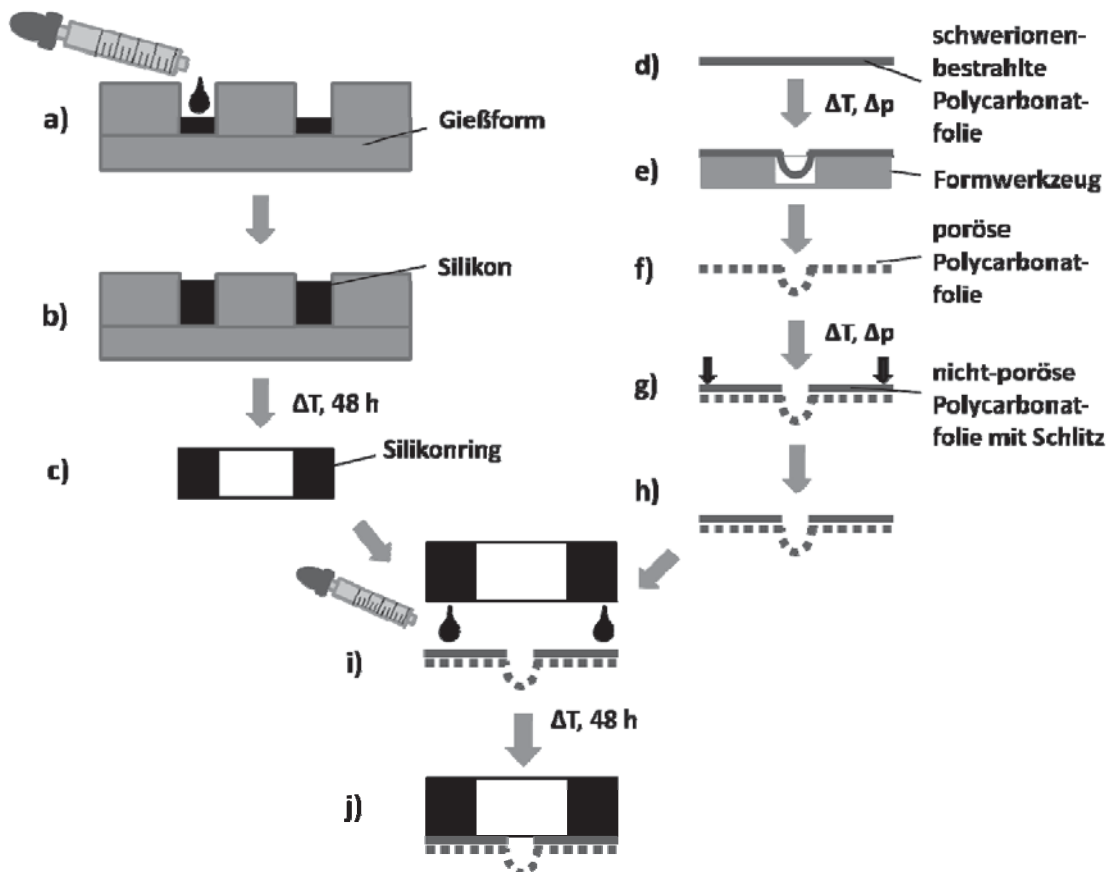 a)
Gießform
b)
Silikon
ΔT, 48 h
c)
Silikonring
d)
schwerionen-
bestrahlte
Polycarbonat-
folie
ΔT, Δp
e)
Formwerkzeug
f)
poröse
Polycarbonat-
folie
ΔT, Δp
g)
nicht-poröse
Polycarbonat-
folie mit Schlitz
h)
i)
ΔT, 48 h
j)